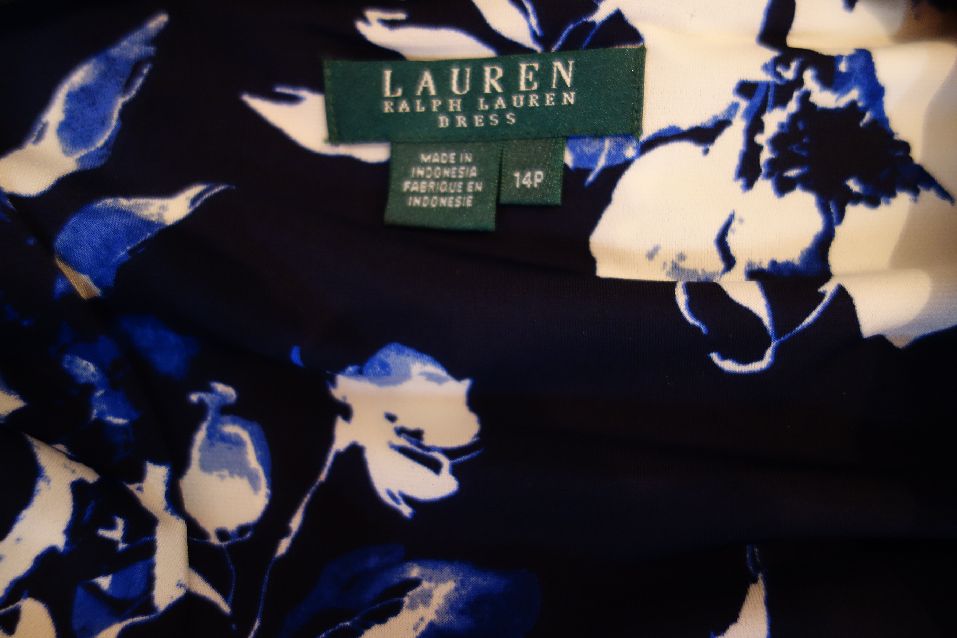 LAUREN
RALPH LAUREN
DRESS
MADE IN
INDONESIA
FABRIQUE EN
INDONESIE
14P